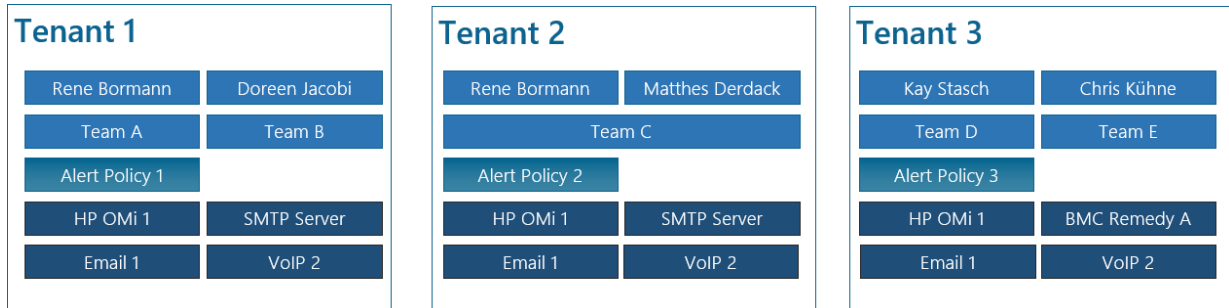 Tenant 1
Rene Bormann Doreen Jacobi
Team A Team B
Alert Policy 1
HP OMi 1 SMTP Server
Email 1 VoIP 2
Tenant 2
Rene Bormann Matthes Derdack
Team C
Alert Policy 2
HP OMi 1 SMTP Server
Email 1 VoIP 2
Tenant 3
Kay Stasch Chris Kühne
Team D Team E
Alert Policy 3
HP OMi 1 BMC Remedy A
Email 1 VoIP 2